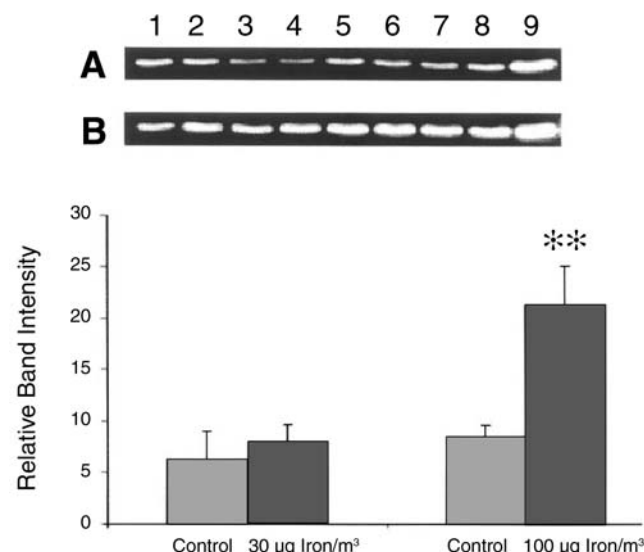 1 2 3 4 5 6 7 8 9
A
B
30
25
20
15
10
5
0
Relative Band Intensity
**
Control 30 µg Iron/m³ Control 100 µg Iron/m³